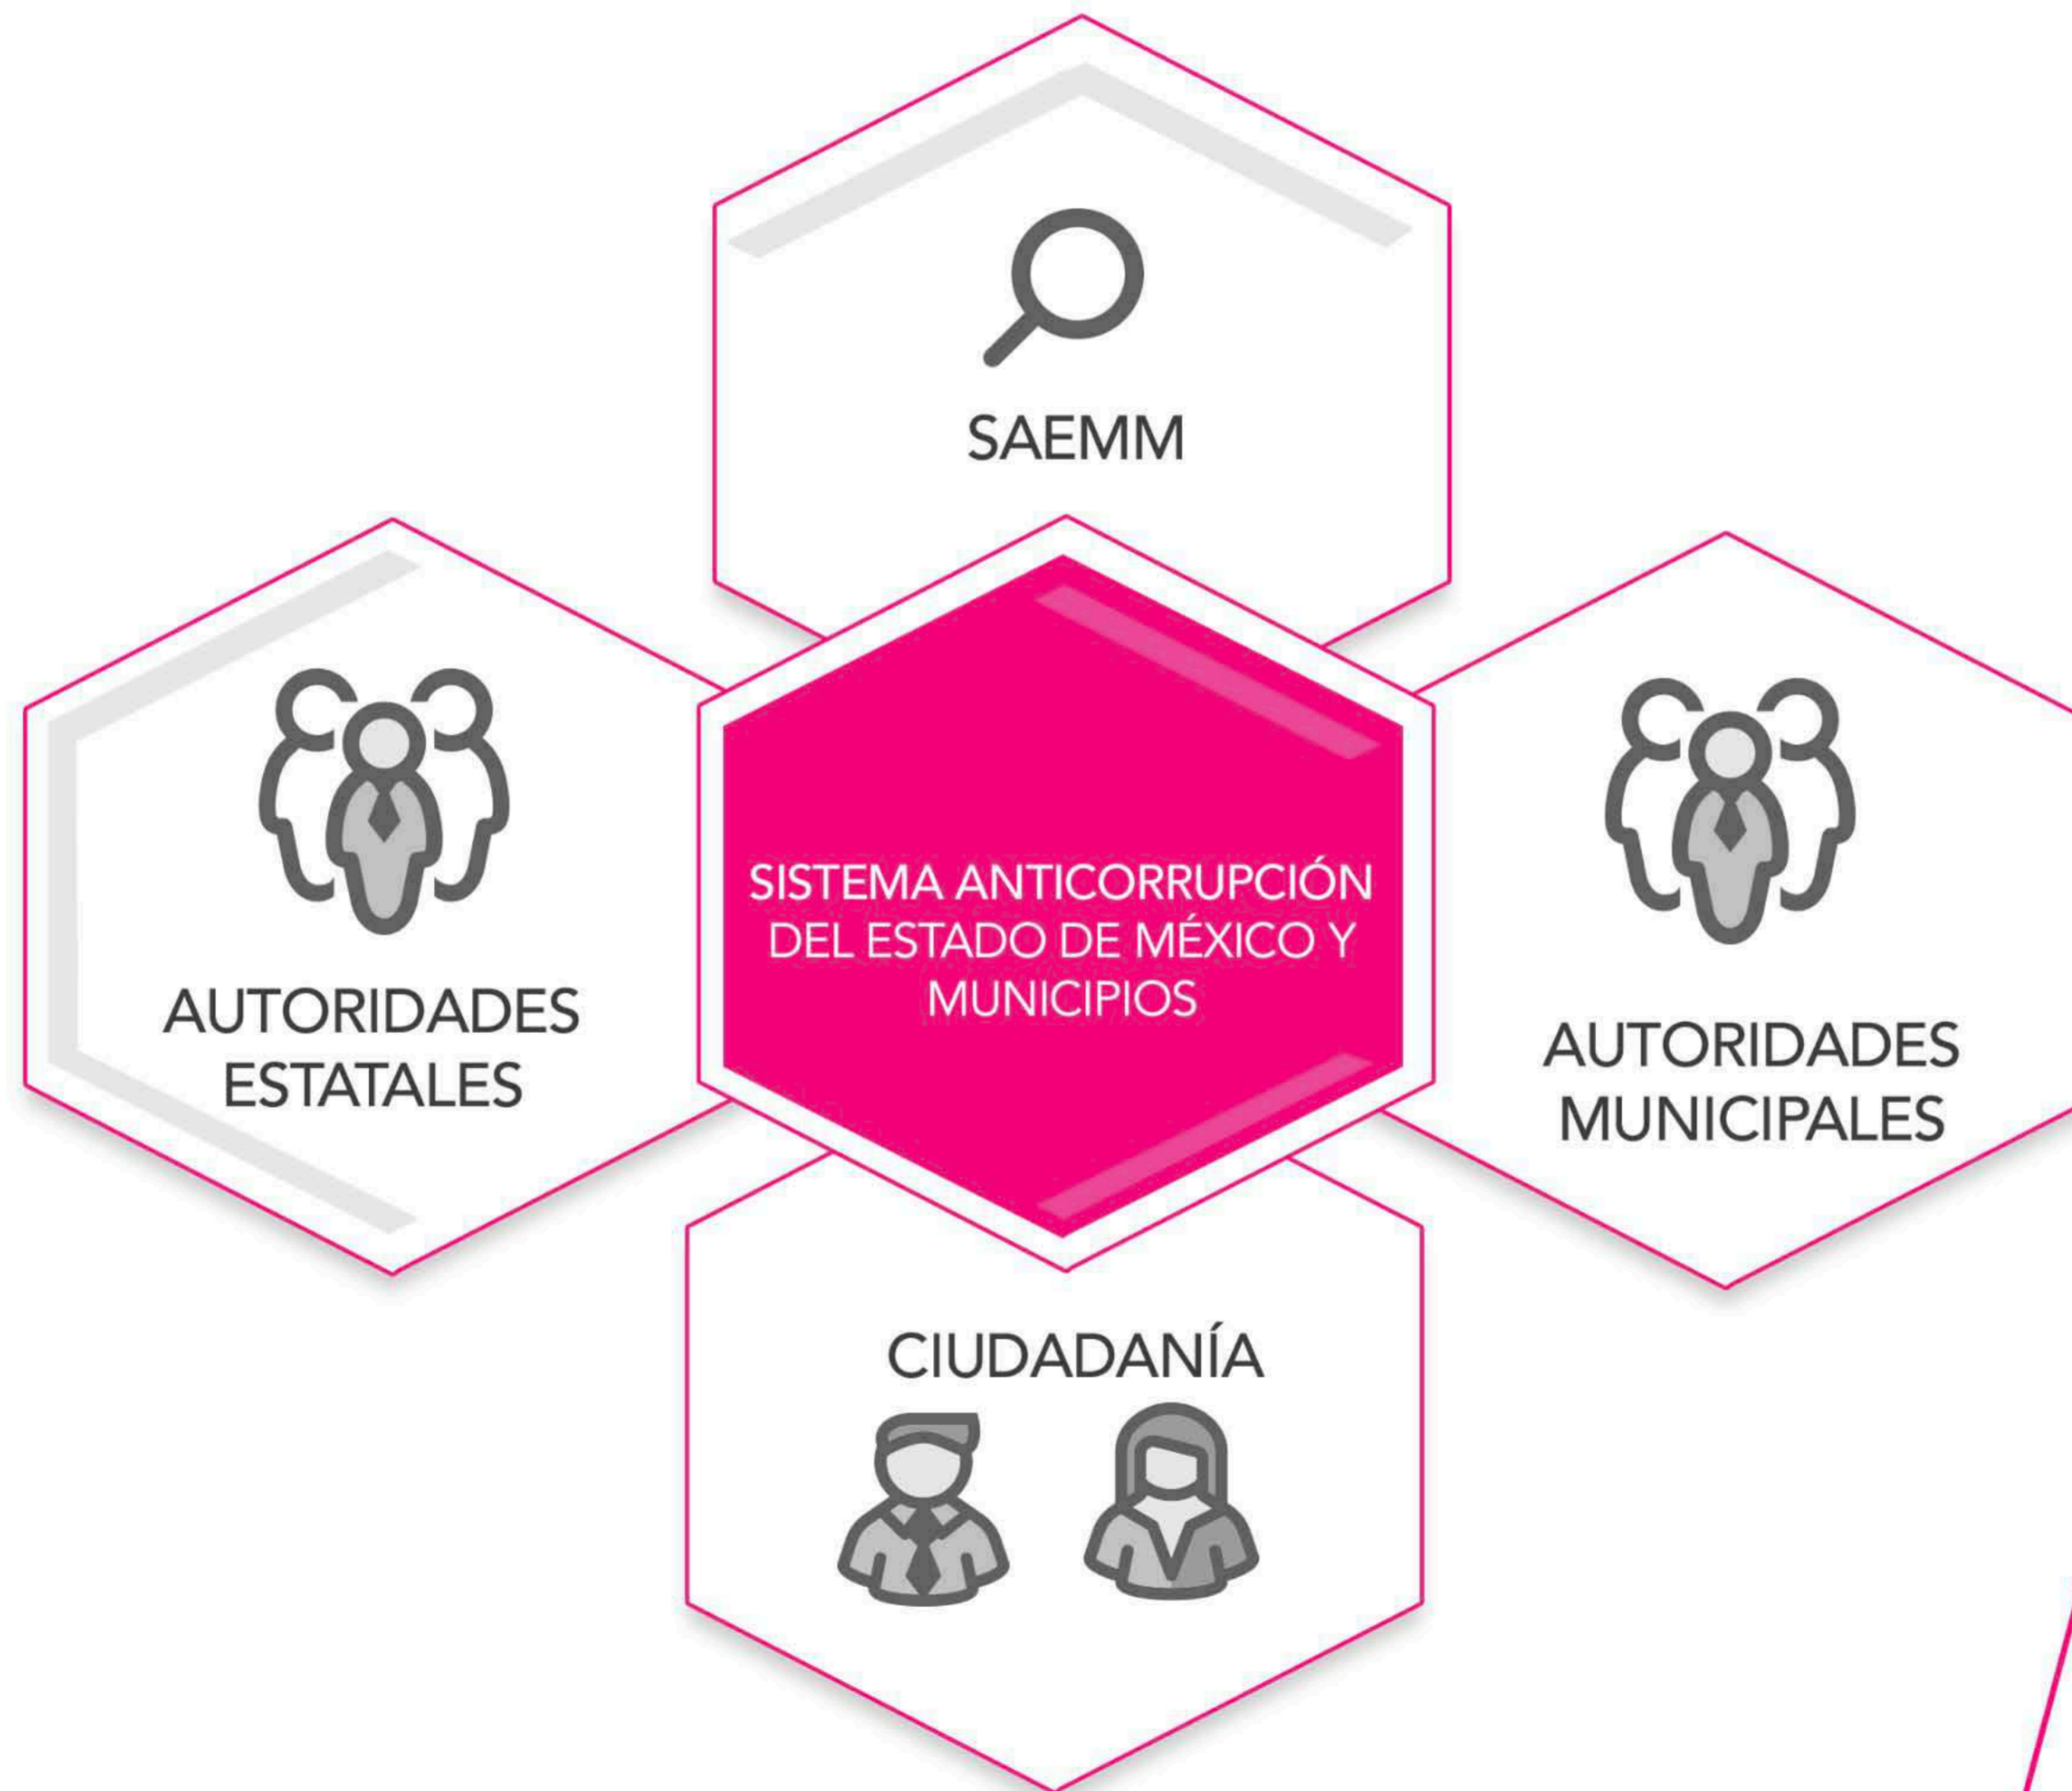 SAEMM
AUTORIDADES
ESTATALES
SISTEMA ANTICORRUPCIÓN
DEL ESTADO DE MÉXICO Y
MUNICIPIOS
AUTORIDADES
MUNICIPALES
CIUDADANÍA